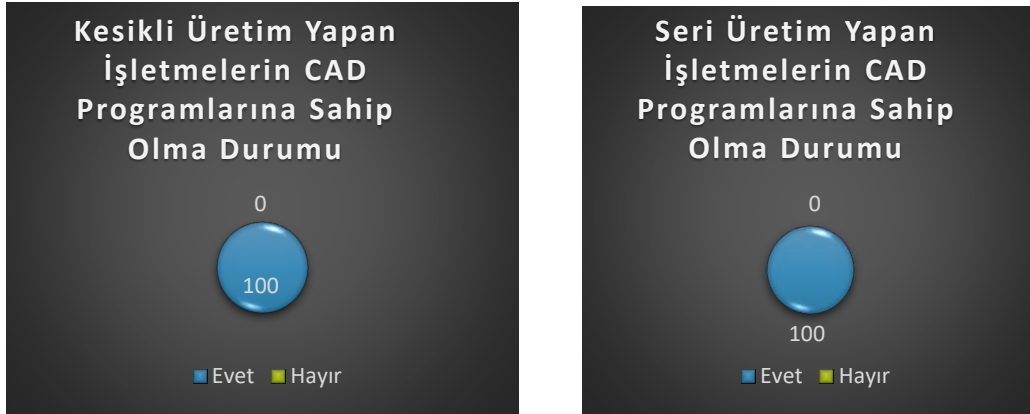 Kesikli Üretim Yapan
İşletmelerin CAD
Programlarına Sahip
Olma Durumu
0
100
Evet Hayır
Seri Üretim Yapan
İşletmelerin CAD
Programlarına Sahip
Olma Durumu
0
100
Evet Hayır